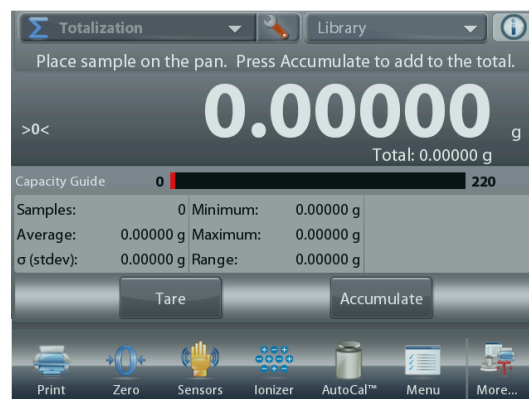 Σ Totalization Library
Place sample on the pan. Press Accumulate to add to the total.
>0< 0.00000 g
Total: 0.00000 g
Capacity Guide 0 220
Samples: 0 Minimum: 0.00000 g
Average: 0.00000 g Maximum: 0.00000 g
σ (stdev): 0.00000 g Range: 0.00000 g
Tare Accumulate
Print Zero Sensors Ionizer AutoCal™ Menu More...